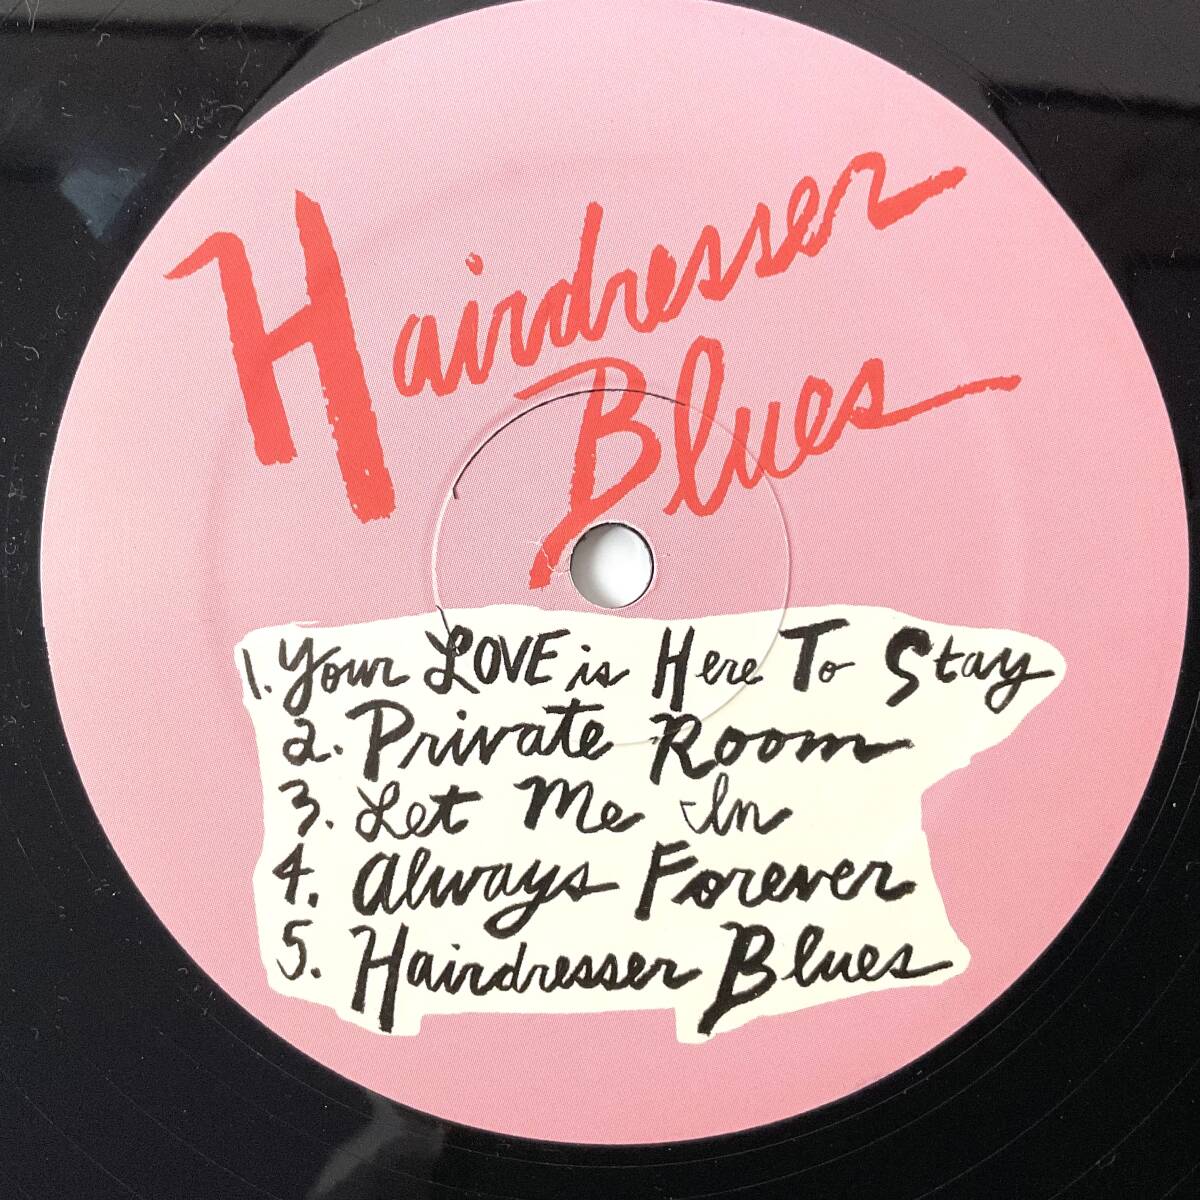 Hairdresser
Blues
1. Your LOVE is Here To Stay
2. Private Room
3. Let Me In
4. Always Forever
5. Hairdresser Blues